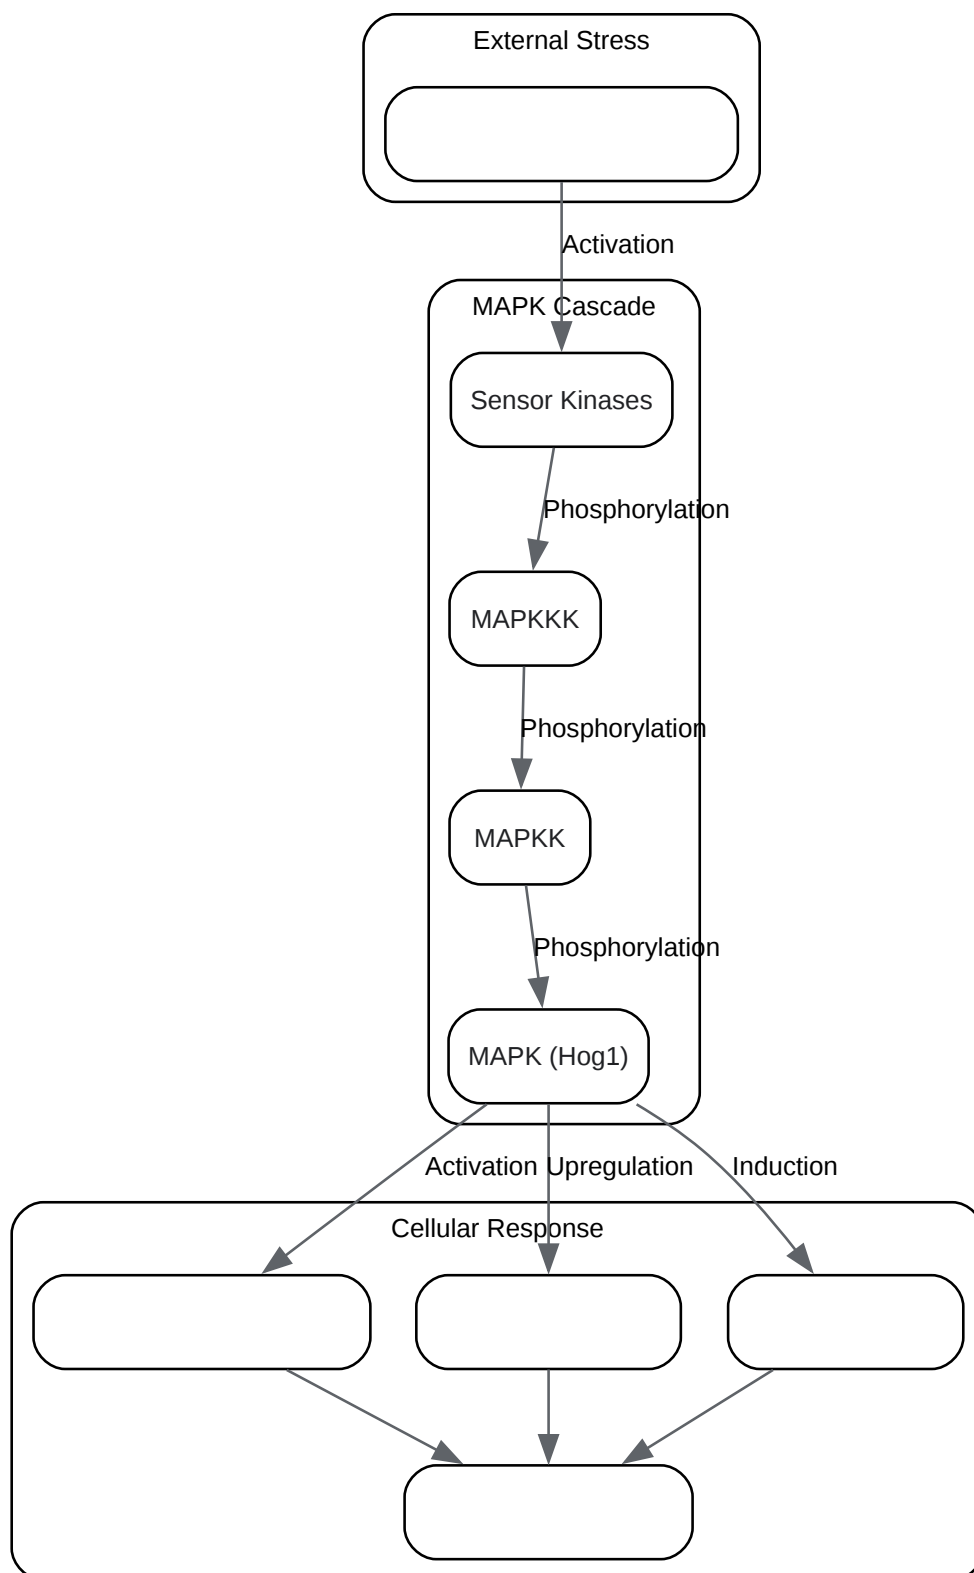 External Stress
Activation
MAPK Cascade
Sensor Kinases
Phosphorylation
MAPKKK
Phosphorylation
MAPKK
Phosphorylation
MAPK (Hog1)
Activation
Upregulation
Induction
Cellular Response